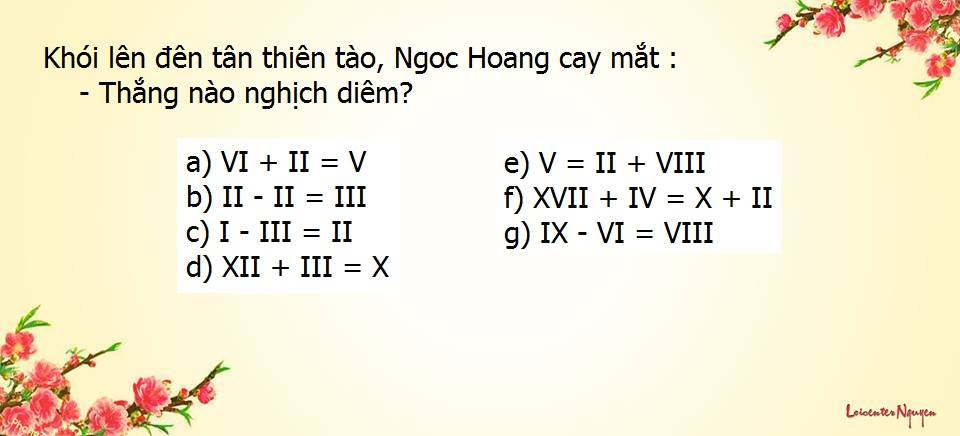 Khói lên đên tân thiên tào, Ngoc Hoang cay mắt :
- Thắng nào nghịch diêm?
a) VI + II = V
b) II - II = III
c) I - III = II
d) XII + III = X
e) V = II + VIII
f) XVII + IV = X + II
g) IX - VI = VIII
Loicenter Nguyen